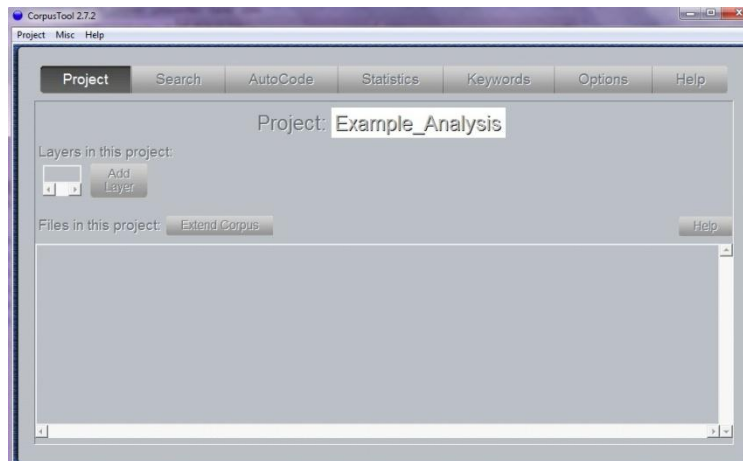 CorpusTool 2.7.2
Project Misc Help
Project Search AutoCode Statistics Keywords Options Help
Project: Example_Analysis
Layers in this project:
Add
Layer
Files in this project: Extend Corpus Help